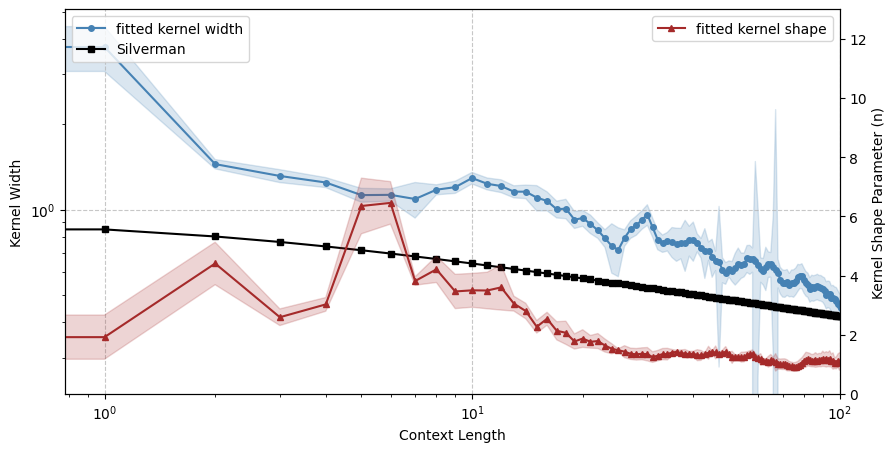 fitted kernel width
Silverman
fitted kernel shape
Kernel Width
10⁰
12
10
8
6
4
2
0
Kernel Shape Parameter (n)
10⁰
10¹
10²
Context Length